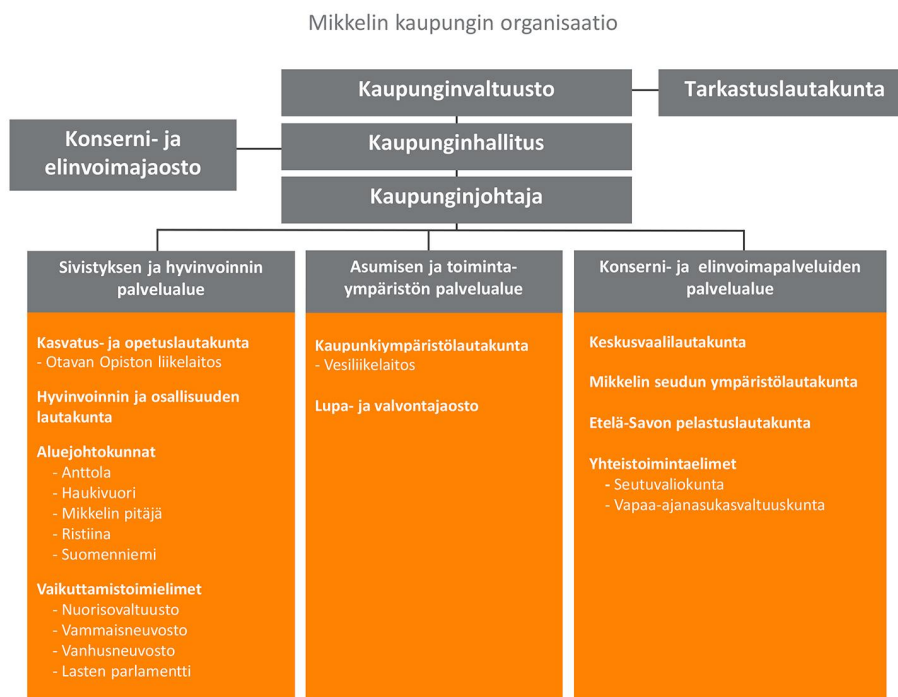 Mikkelin kaupungin organisaatio
Kaupunginvaltuusto
Tarkastuslautakunta
Konserni- ja
elinvoimajaosto
Kaupunginhallitus
Kaupunginjohtaja
Sivistyksen ja hyvinvoinnin
palvelualue
Kasvatus- ja opetuslautakunta
- Otavan Opiston liikelaitos
Hyvinvoinnin ja osallisuuden
lautakunta
Aluejohtokunnat
- Anttola
- Haukivuori
- Mikkelin pitäjä
- Ristiina
- Suomenniemi
Vaikuttamistoimielimet
- Nuorisovaltuusto
- Vammaisneuvosto
- Vanhusneuvosto
- Lasten parlamentti
Asumisen ja toiminta-
ympäristön palvelualue
Kaupunkiympäristölautakunta
- Vesiliikelaitos
Lupa- ja valvontajaosto
Konserni- ja elinvoimapalveluiden
palvelualue
Keskusvaalilautakunta
Mikkelin seudun ympäristölautakunta
Etelä-Savon pelastuslautakunta
Yhteistoimintaelimet
- Seutuvaliokunta
- Vapaa-ajanasukasvaltuuskunta